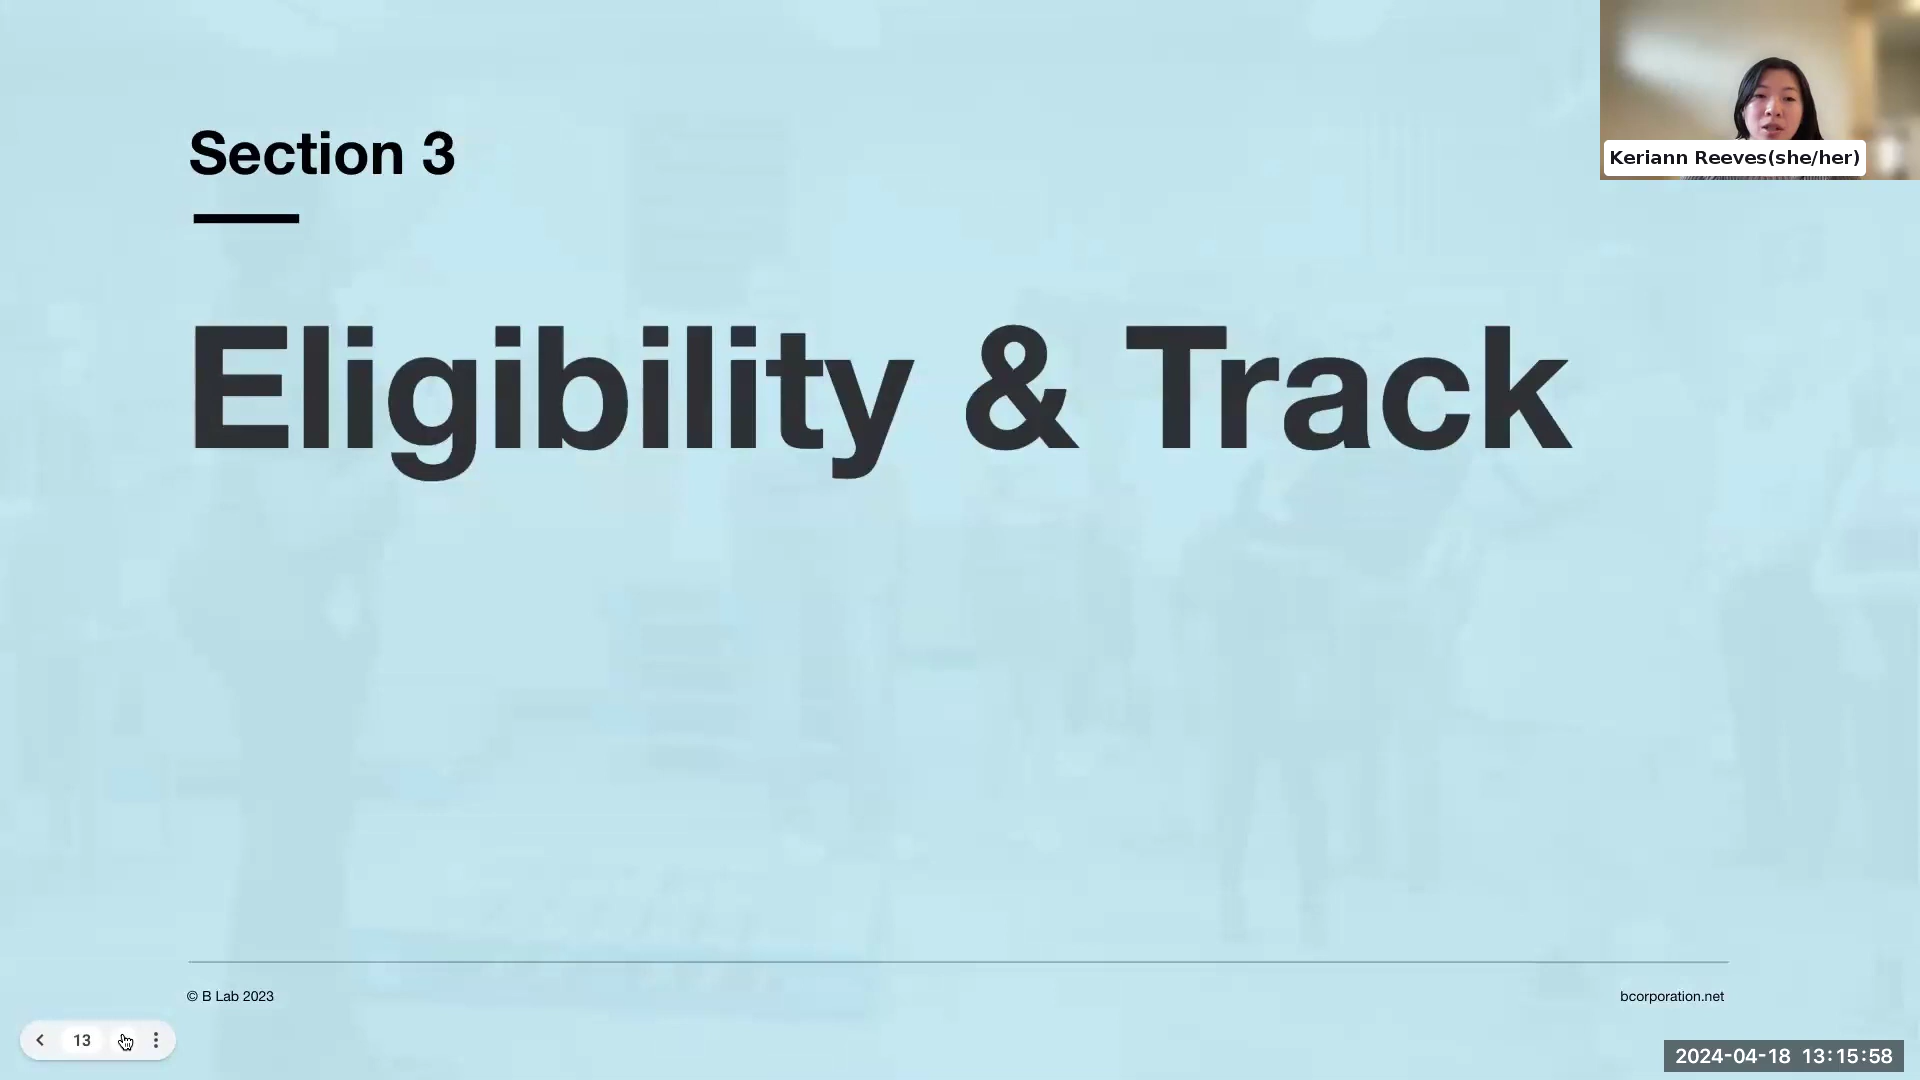 Section 3
Keriann Reeves(she/her)
Eligibility & Track
© B Lab 2023
bcorporation.net
13
2024-04-18 13:15:58